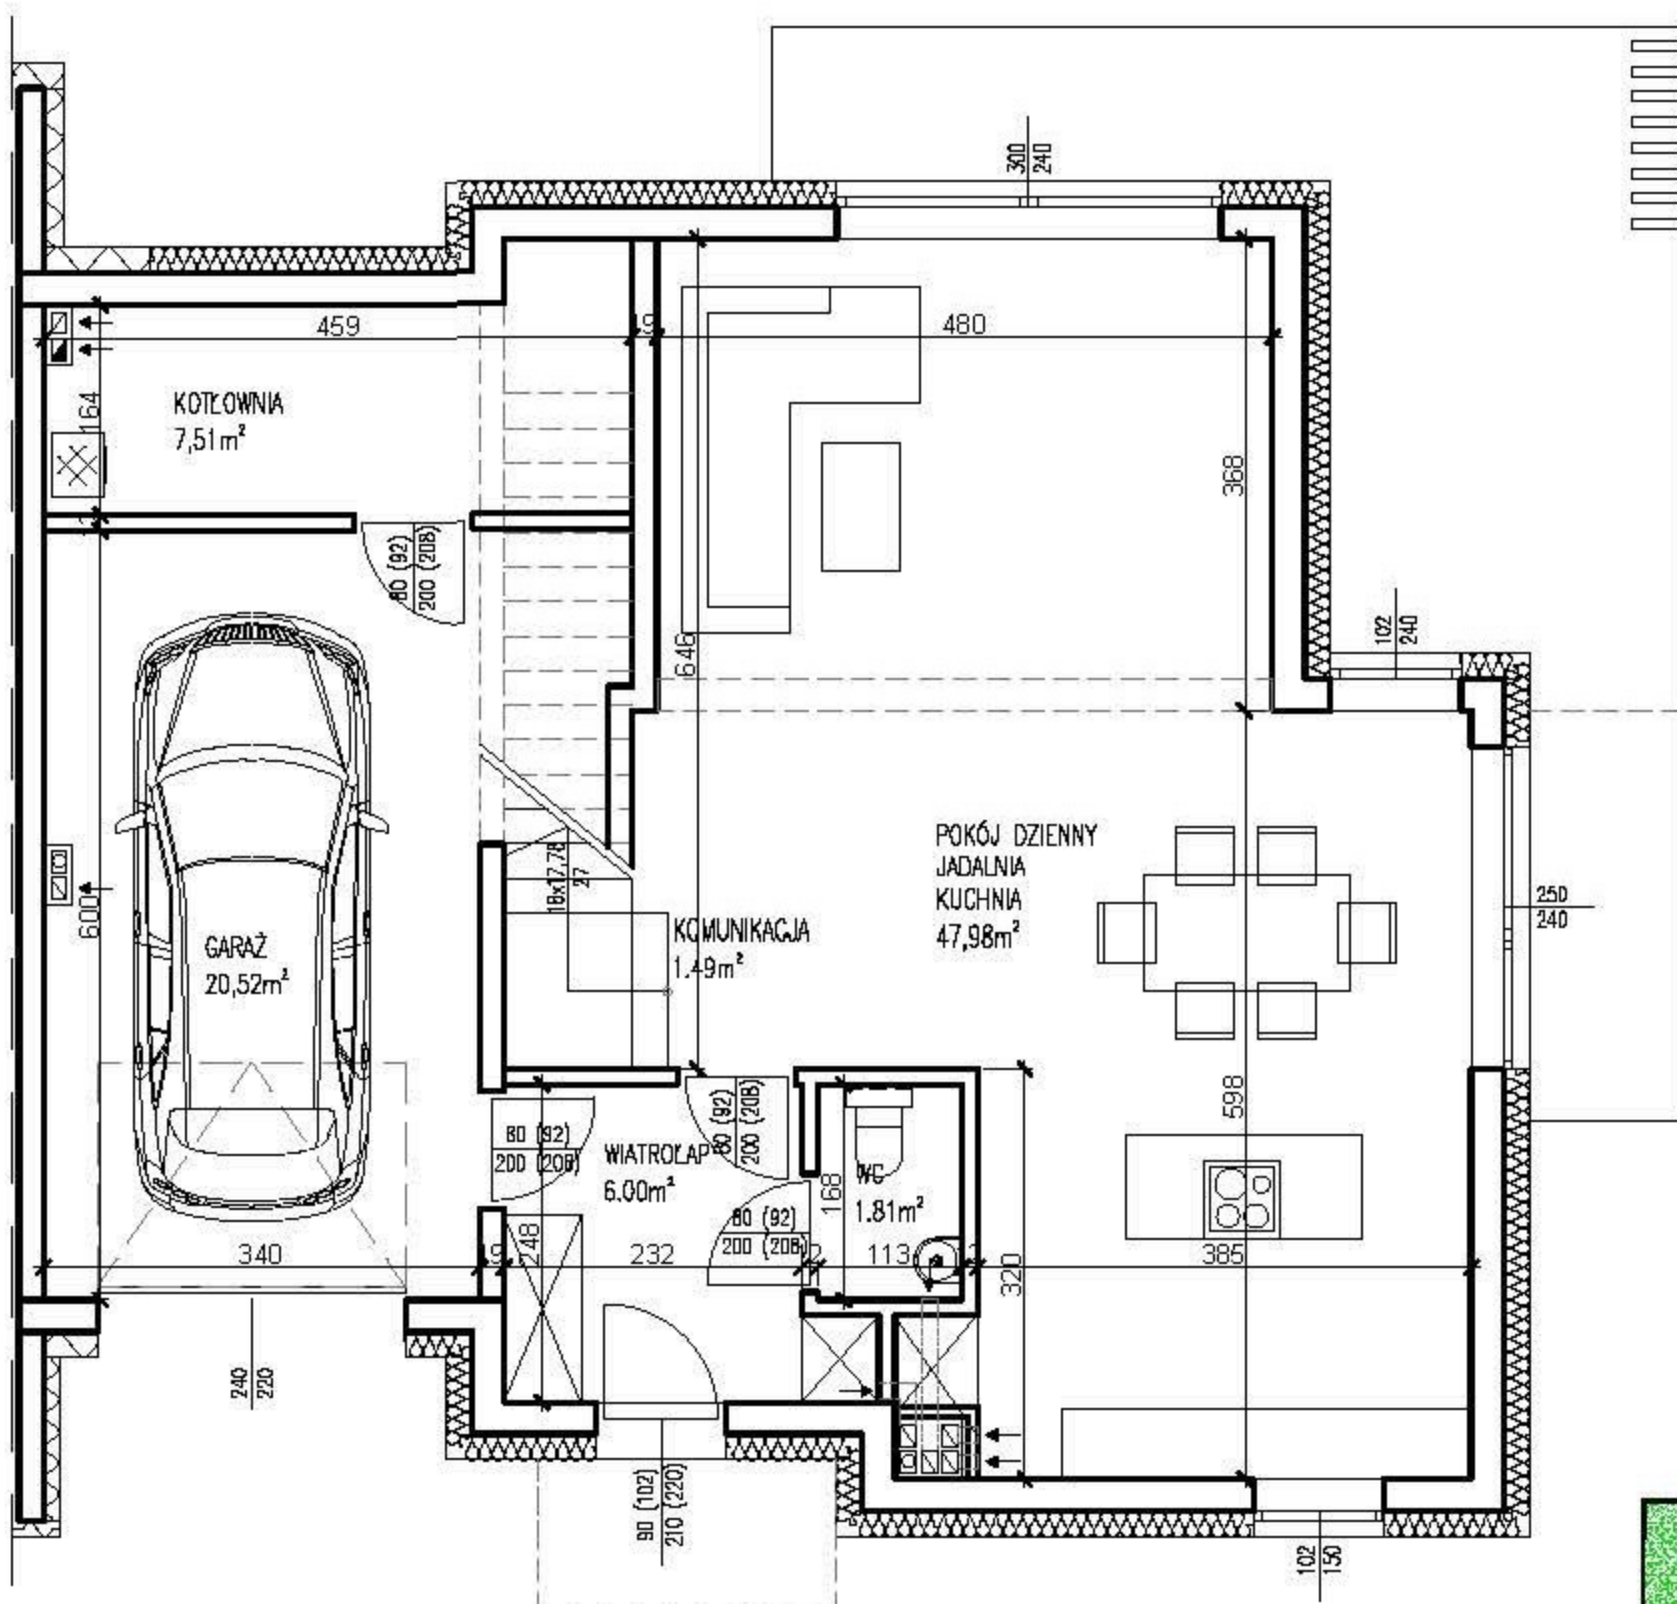 300
240
459
19
480
KOTŁOWNIA
7,51m²
164
368
80 (92)
200 (208)
102
240
646
POKÓJ DZIENNY
JADALNIA
KUCHNIA
47,98m²
18x17,78
27
250
240
KOMUNIKACJA
1.49m²
600
GARAŻ
20,52m²
598
80 (92)
200 (208)
80 (92)
200 (208)
WIATROŁAP
6.00m²
WC
1.81m²
168
80 (92)
200 (208)
340
19
248
232
12
113
385
320
240
220
90 (102)
210 (220)
102
150